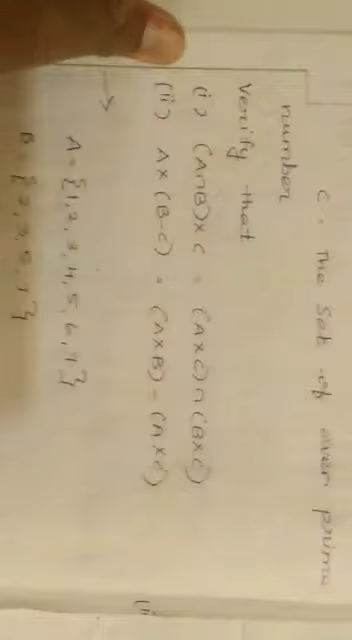 C = The set of even prime
number
Verify that
(i) (A∩B) × C = (A×C) ∩ (B×C)
(ii) A × (B-C) = (A×B) - (A×C)
→
A = {1,2,3,4,5,6,7}
B = {2,3,5,7}